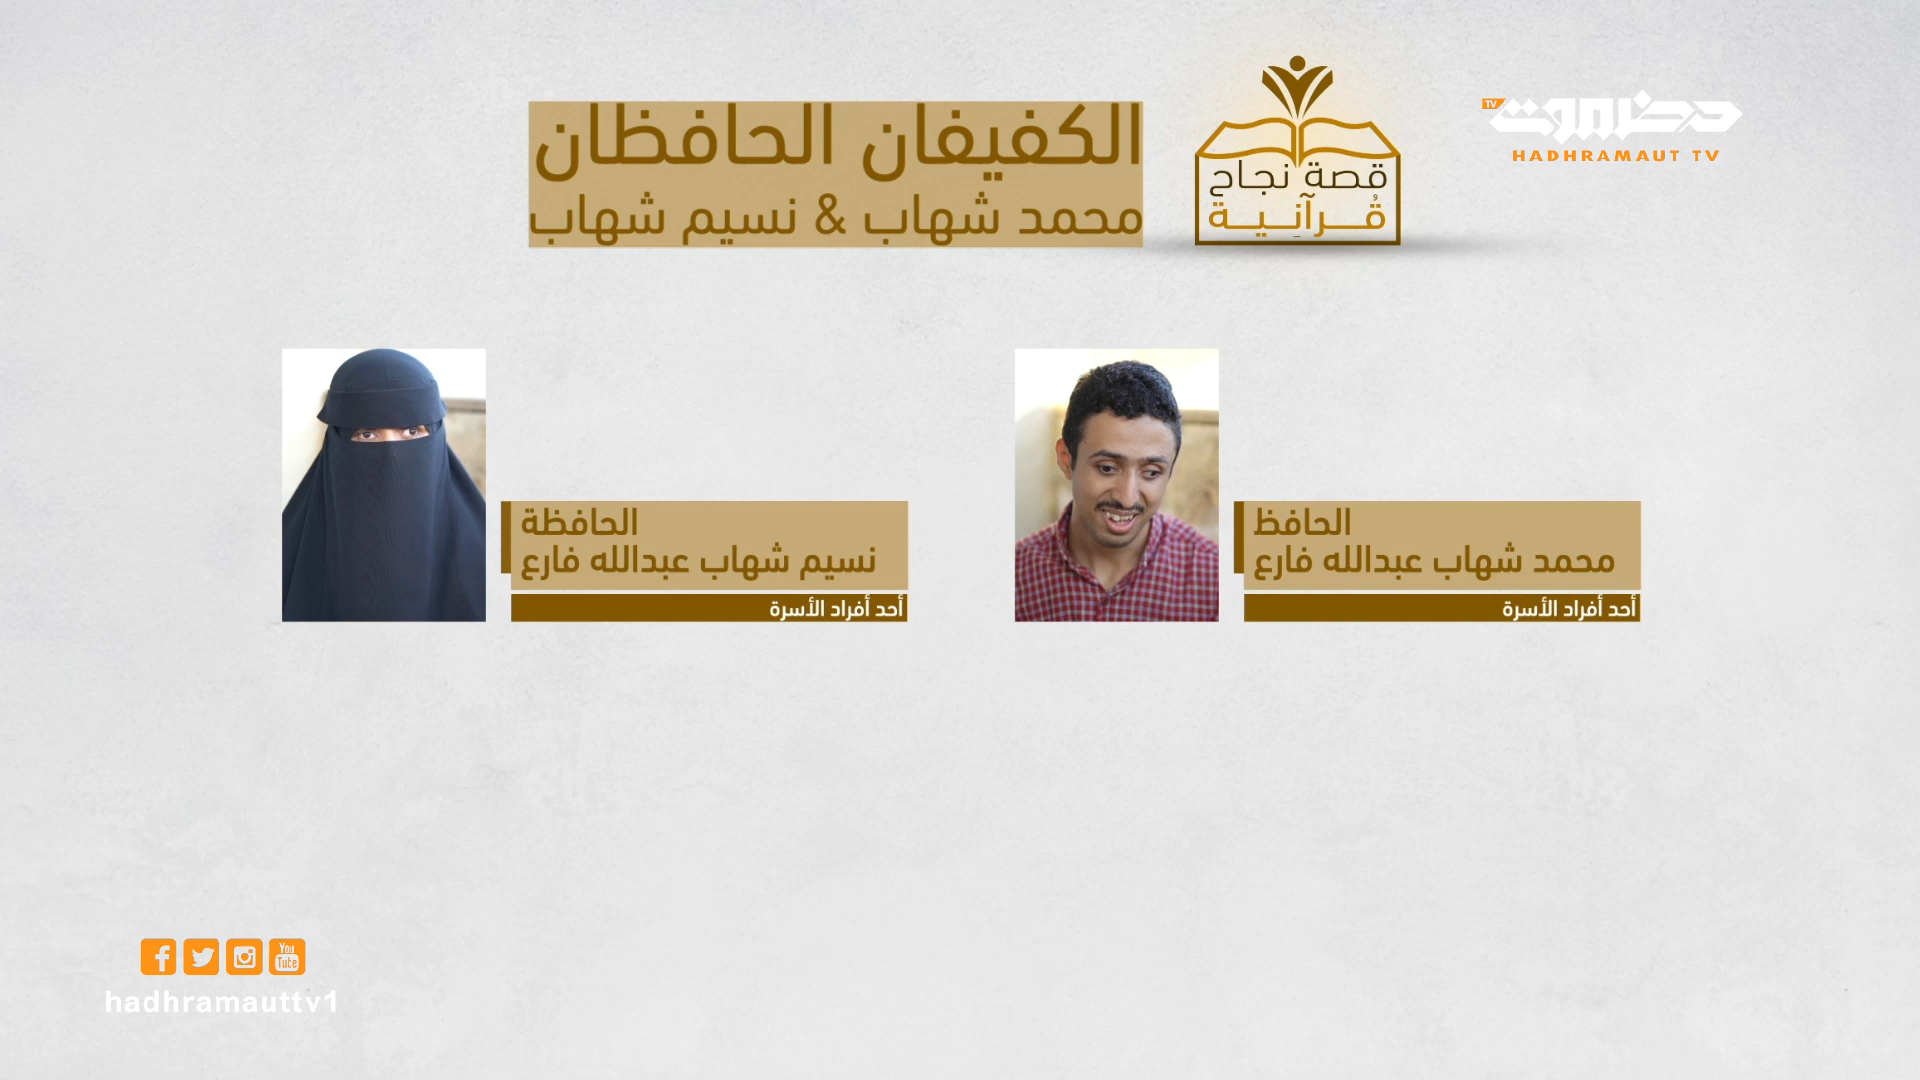 الكفيفان الحافظان
محمد شهاب & نسيم شهاب
قصة نجاح
قُـرآنِـيـة
حضرموت TV
HADHRAMAUT TV
الحافظ
محمد شهاب عبدالله فارع
أحد أفراد الأسرة
الحافظة
نسيم شهاب عبدالله فارع
أحد أفراد الأسرة
You
Tube
hadhramauttv1